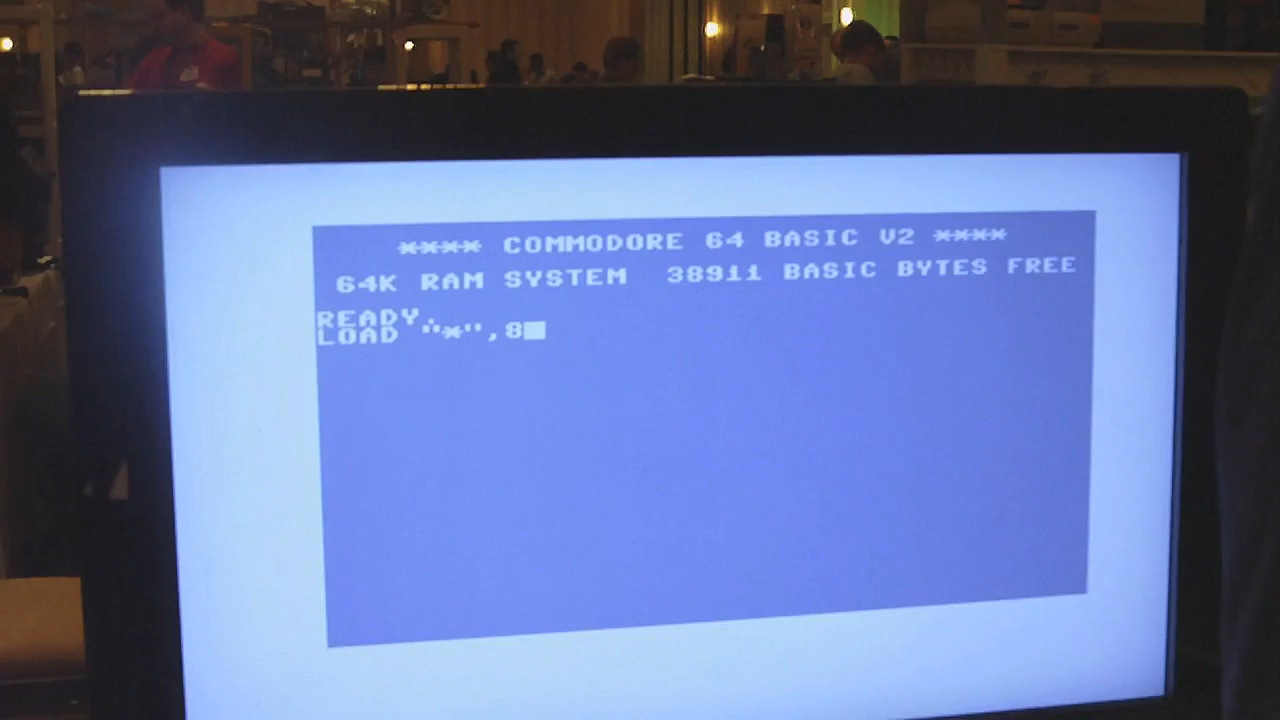 **** COMMODORE 64 BASIC V2 ****
64K RAM SYSTEM  38911 BASIC BYTES FREE
READY.
LOAD "*",8